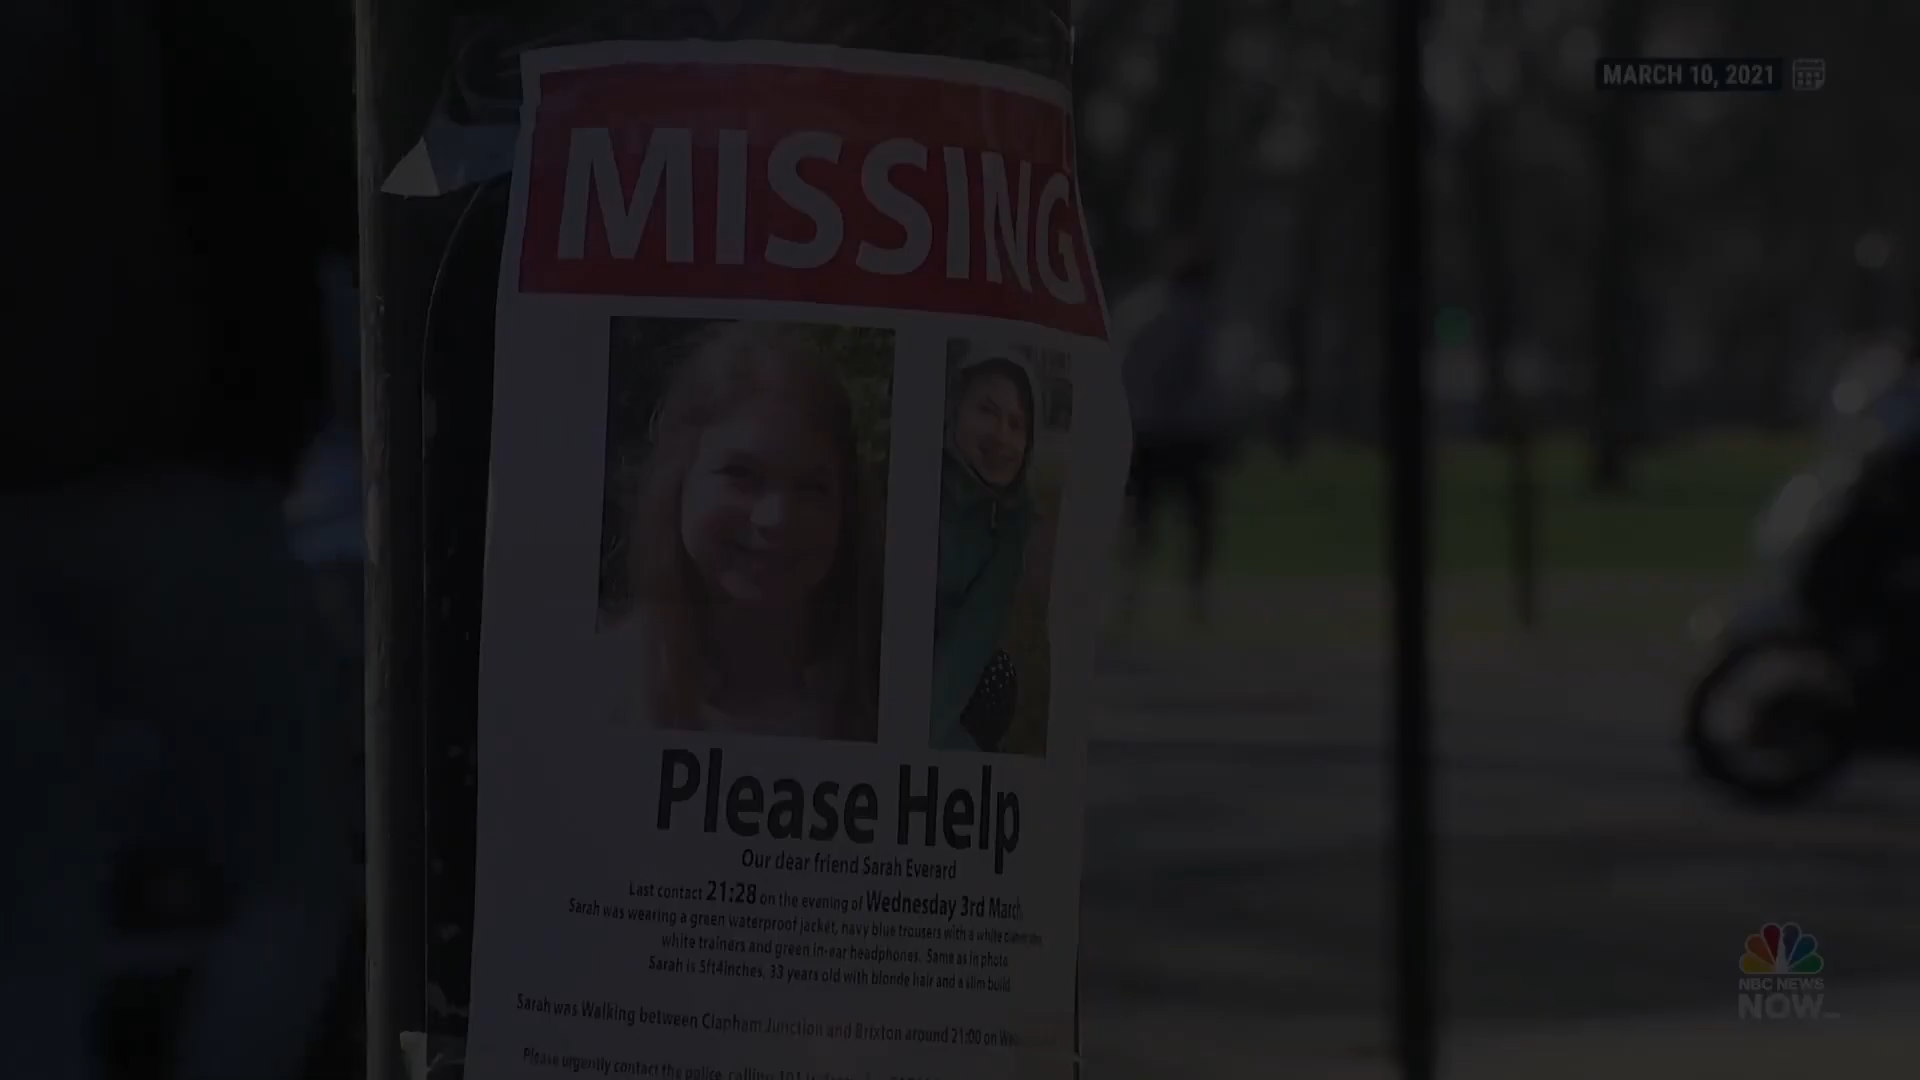 MARCH 10, 2021
MISSING
Please Help
Our dear friend Sarah Everard
Last contact 21:28 on the evening of Wednesday 3rd March
Sarah was wearing a green waterproof jacket, navy blue trousers with a white
white trainers and green in-ear headphones. Same as in photo
Sarah is 5ft4inches, 33 years old with blonde hair and a slim build
Sarah was Walking between Clapham Junction and Brixton around 21:00 on
Please urgently contact the police, calling 101
NBC NEWS
NOW